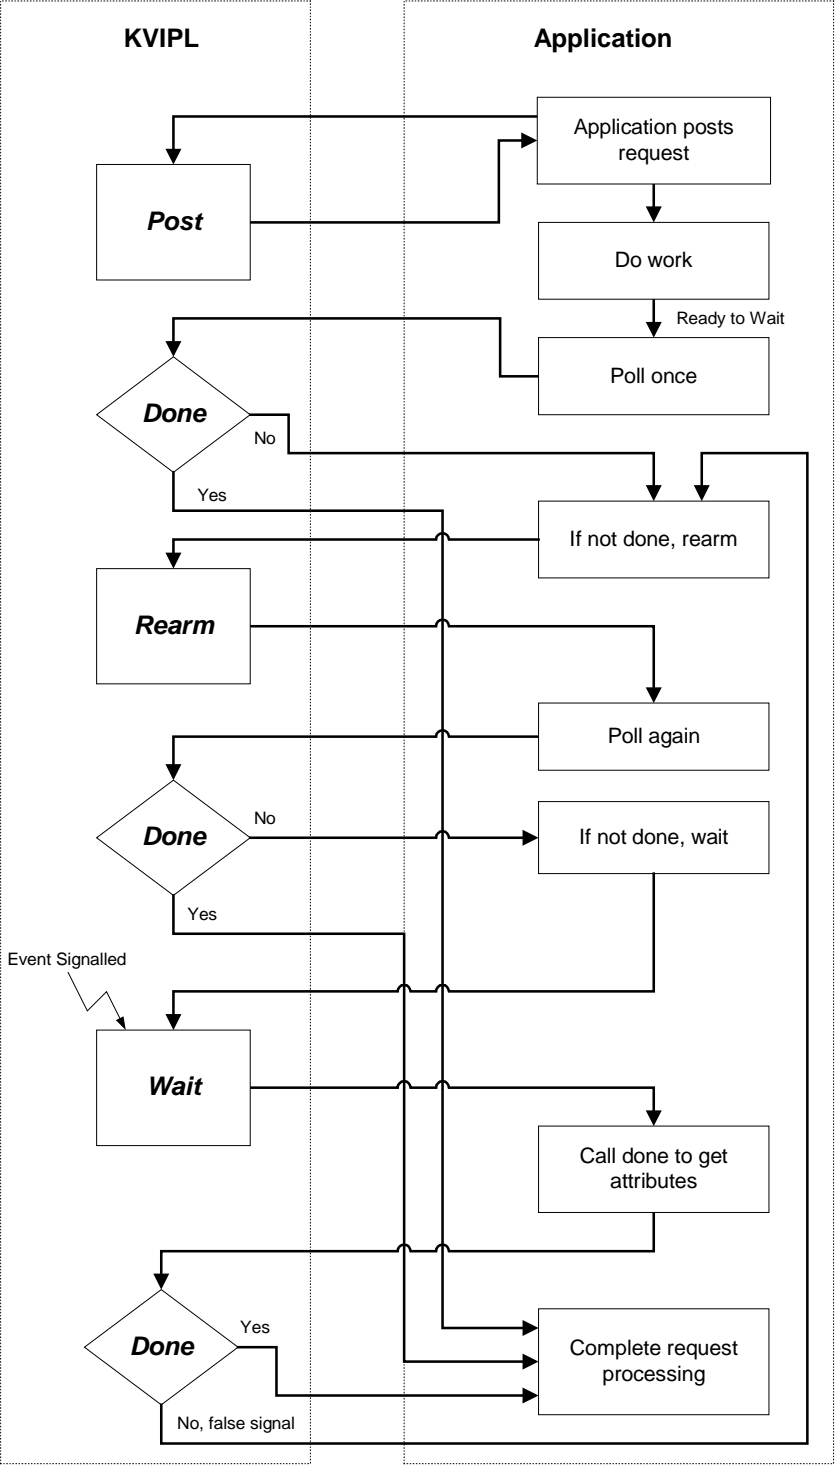 KVIPL
Application
Application posts
request
Post
Do work
Ready to Wait
Poll once
Done
No
Yes
If not done, rearm
Rearm
Poll again
Done
No
If not done, wait
Yes
Event Signalled
Wait
Call done to get
attributes
Done
Yes
Complete request
processing
No, false signal